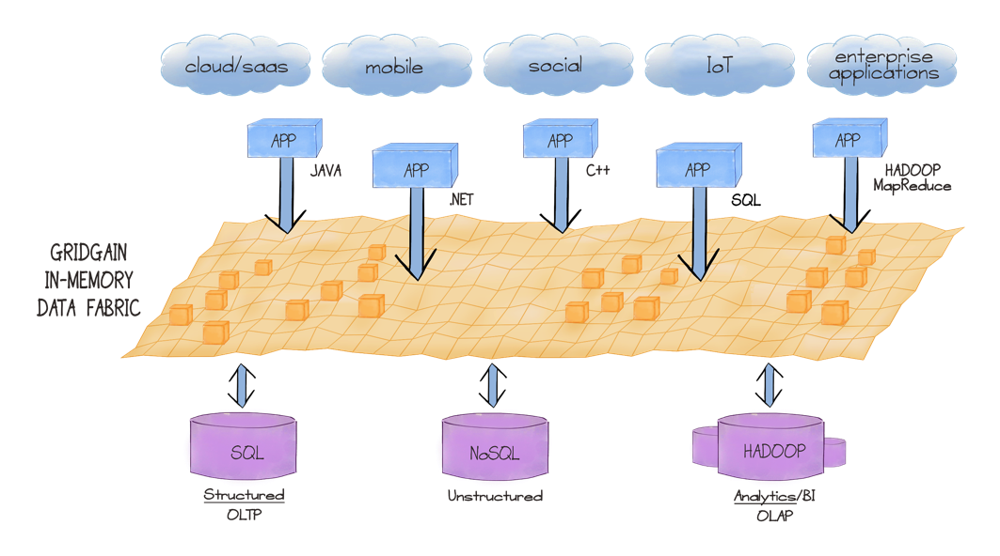 cloud/saas
mobile
social
IoT
enterprise
applications
APP
JAVA
APP
.NET
APP
C++
APP
SQL
APP
HADOOP
MapReduce
GRIDGAIN
IN-MEMORY
DATA FABRIC
SQL
Structured
OLTP
NoSQL
Unstructured
HADOOP
Analytics/BI
OLAP